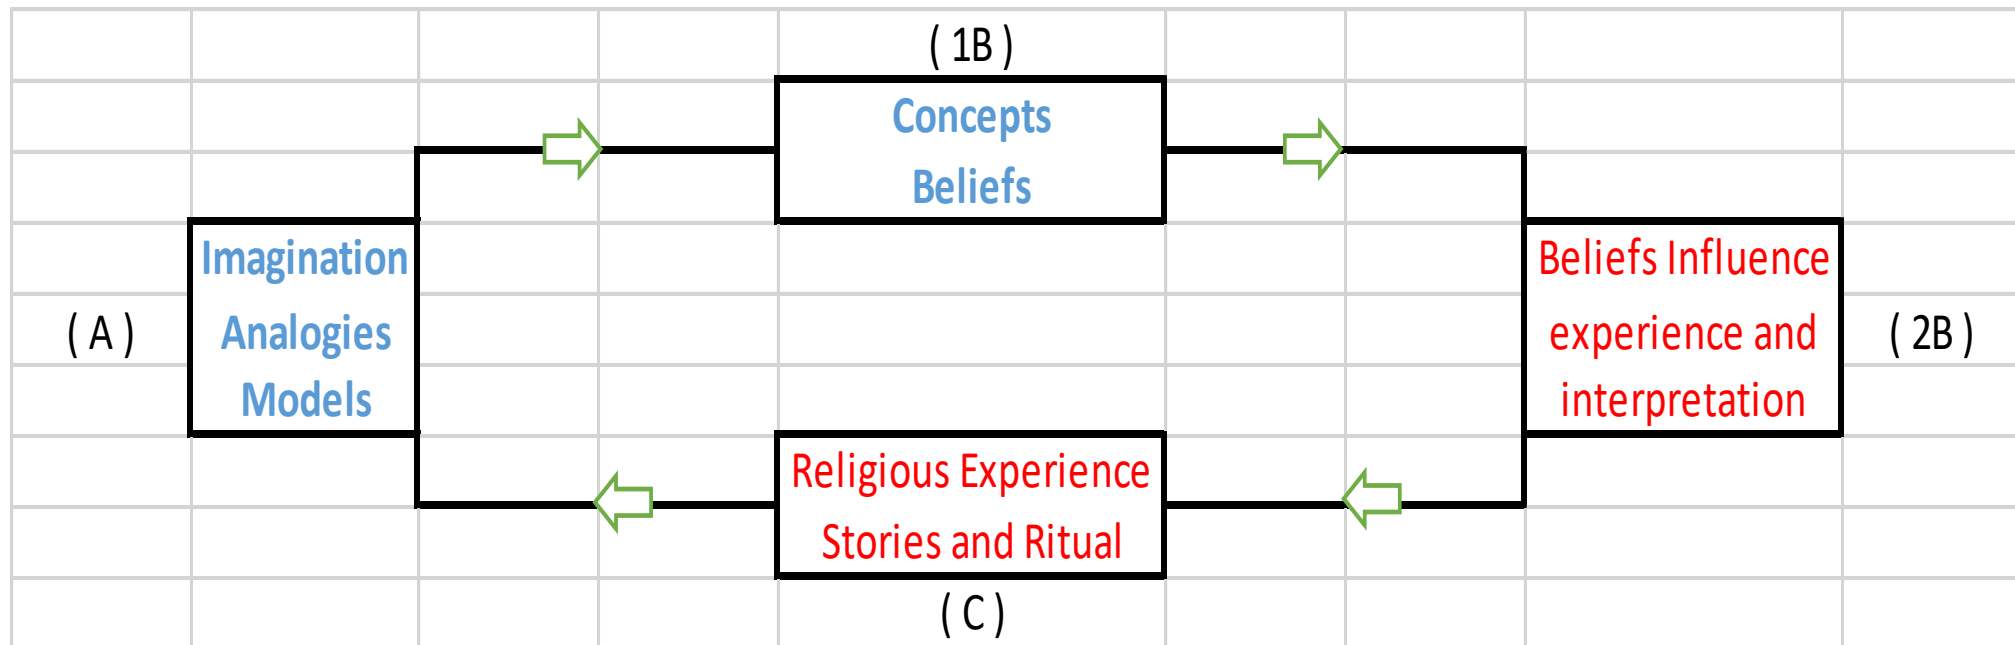 ( 1B )
Concepts
Beliefs
( A )
Imagination
Analogies
Models
Beliefs Influence
experience and
interpretation
( 2B )
Religious Experience
Stories and Ritual
( C )